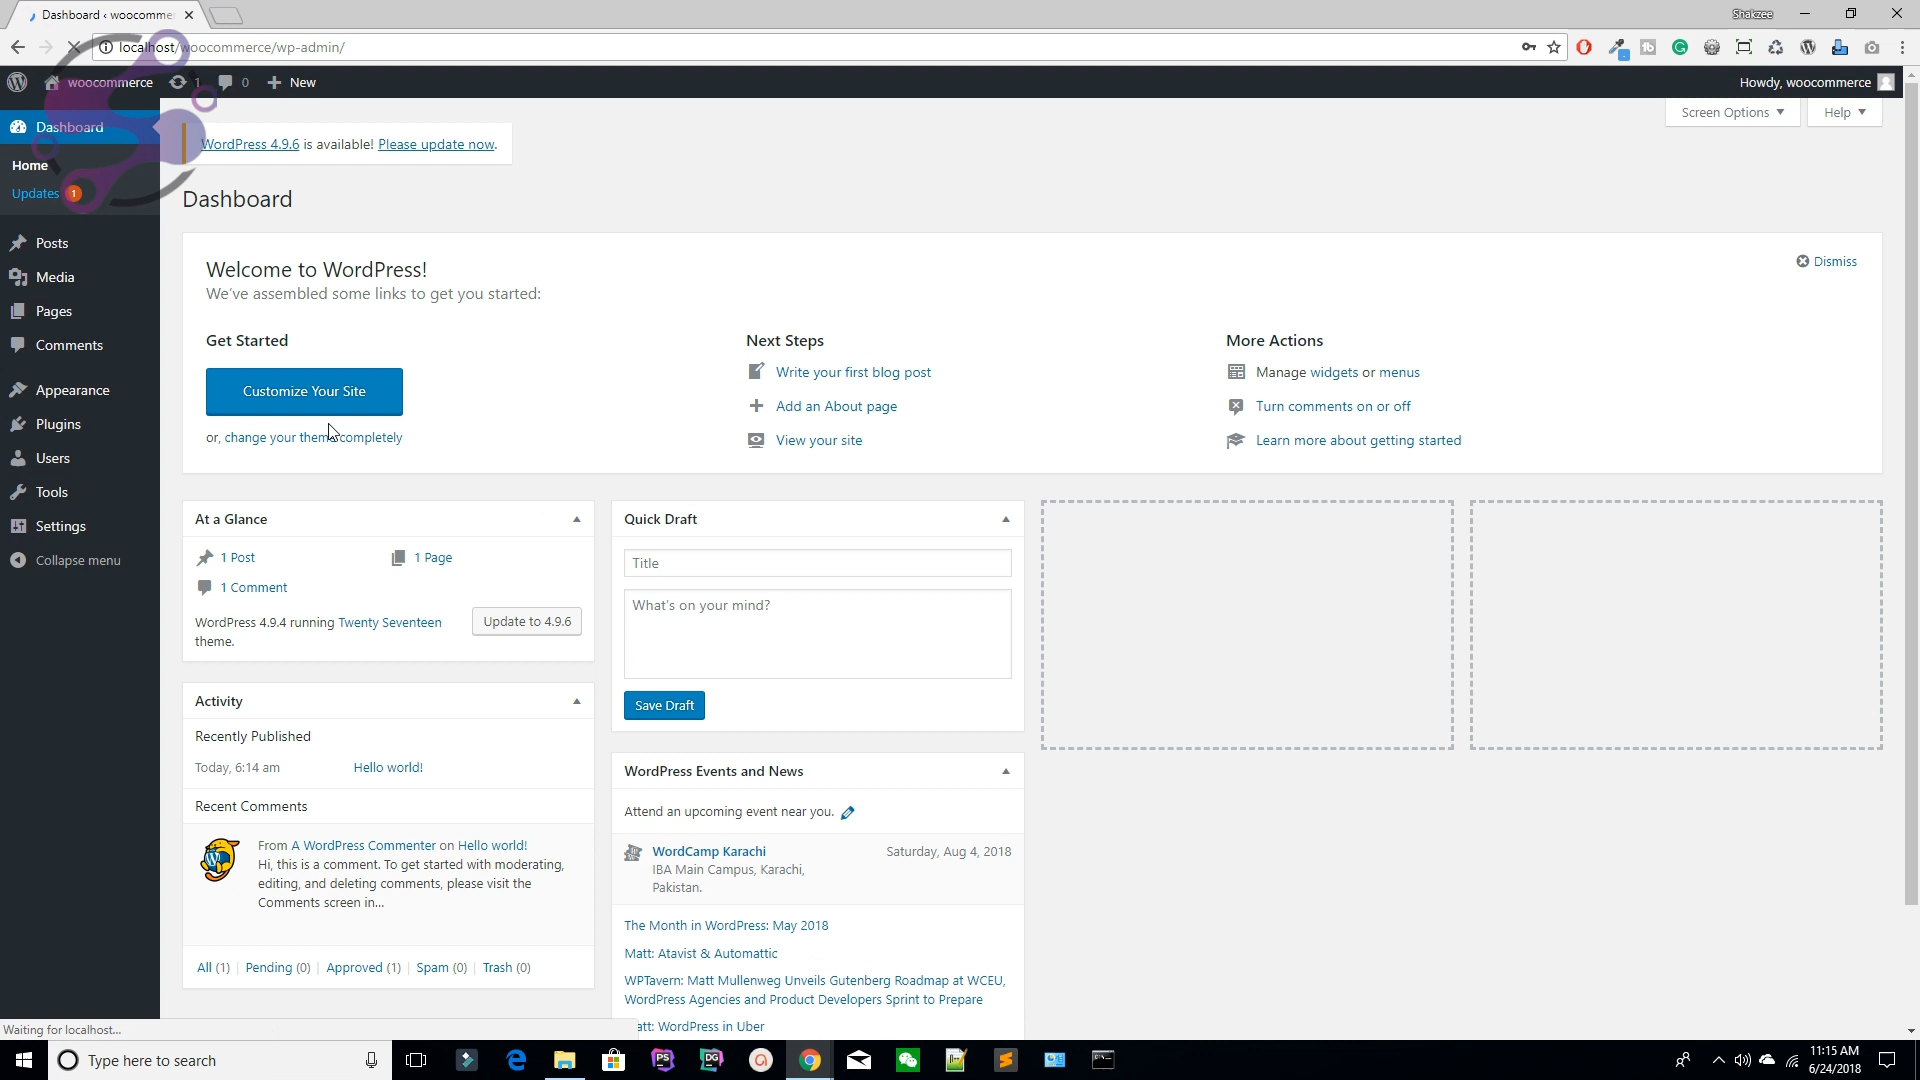 Dashboard ‹ woocomme
Shakzee
localhost/woocommerce/wp-admin/
woocommerce
1
0
New
Howdy, woocommerce
Screen Options
Help
Dashboard
Home
Updates 1
Posts
Media
Pages
Comments
Appearance
Plugins
Users
Tools
Settings
Collapse menu
WordPress 4.9.6 is available! Please update now.
Dashboard
Welcome to WordPress!
We've assembled some links to get you started:
Dismiss
Get Started
Customize Your Site
or, change your theme completely
Next Steps
Write your first blog post
Add an About page
View your site
More Actions
Manage widgets or menus
Turn comments on or off
Learn more about getting started
At a Glance
1 Post
1 Page
1 Comment
WordPress 4.9.4 running Twenty Seventeen
theme.
Update to 4.9.6
Activity
Recently Published
Today, 6:14 am
Hello world!
Recent Comments
From A WordPress Commenter on Hello world!
Hi, this is a comment. To get started with moderating,
editing, and deleting comments, please visit the
Comments screen in...
All (1) | Pending (0) | Approved (1) | Spam (0) | Trash (0)
Quick Draft
Title
What's on your mind?
Save Draft
WordPress Events and News
Attend an upcoming event near you.
WordCamp Karachi
Saturday, Aug 4, 2018
IBA Main Campus, Karachi,
Pakistan.
The Month in WordPress: May 2018
Matt: Atavist & Automattic
WPTavern: Matt Mullenweg Unveils Gutenberg Roadmap at WCEU,
WordPress Agencies and Product Developers Sprint to Prepare
att: WordPress in Uber
Waiting for localhost...
Type here to search
PS
DG
11:15 AM
6/24/2018